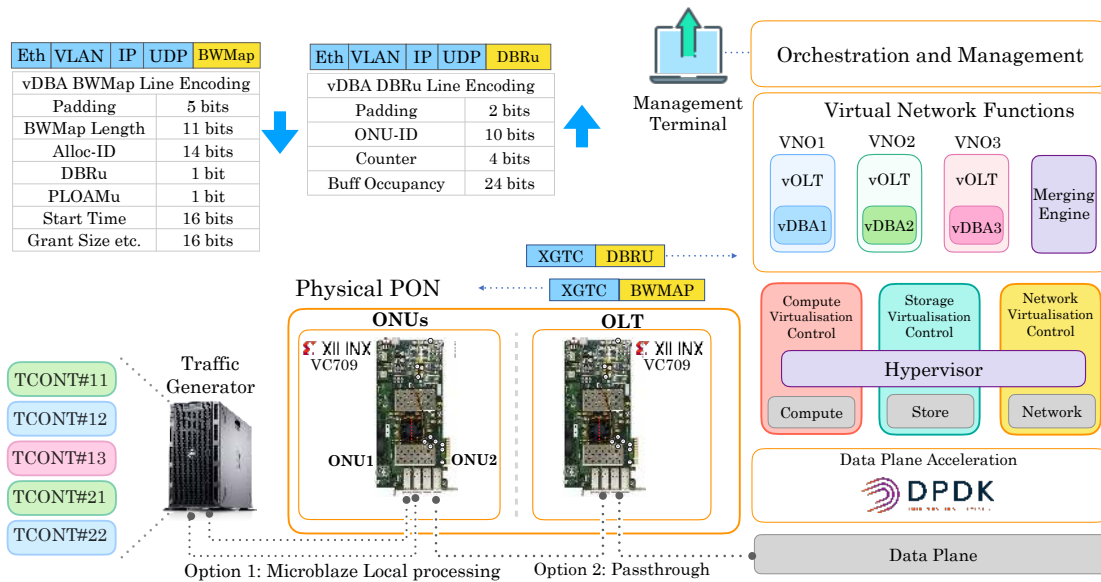 Eth VLAN IP UDP BWMap
vDBA BWMap Line Encoding
Padding 5 bits
BWMap Length 11 bits
Alloc-ID 14 bits
DBRu 1 bit
PLOAMu 1 bit
Start Time 16 bits
Grant Size etc. 16 bits
Eth VLAN IP UDP DBRu
vDBA DBRu Line Encoding
Padding 2 bits
ONU-ID 10 bits
Counter 4 bits
Buff Occupancy 24 bits
Management
Terminal
Orchestration and Management
Virtual Network Functions
VNO1 VNO2 VNO3
vOLT vOLT vOLT
vDBA1 vDBA2 vDBA3
Merging
Engine
XGTC DBRU
XGTC BWMAP
Physical PON
ONUs OLT
XII INX
VC709
XII INX
VC709
ONU1 ONU2
Compute
Virtualisation
Control
Storage
Virtualisation
Control
Network
Virtualisation
Control
Hypervisor
Compute Store Network
Traffic
Generator
TCONT#11
TCONT#12
TCONT#13
TCONT#21
TCONT#22
Data Plane Acceleration
DPDK
Data Plane
Option 1: Microblaze Local processing
Option 2: Passthrough